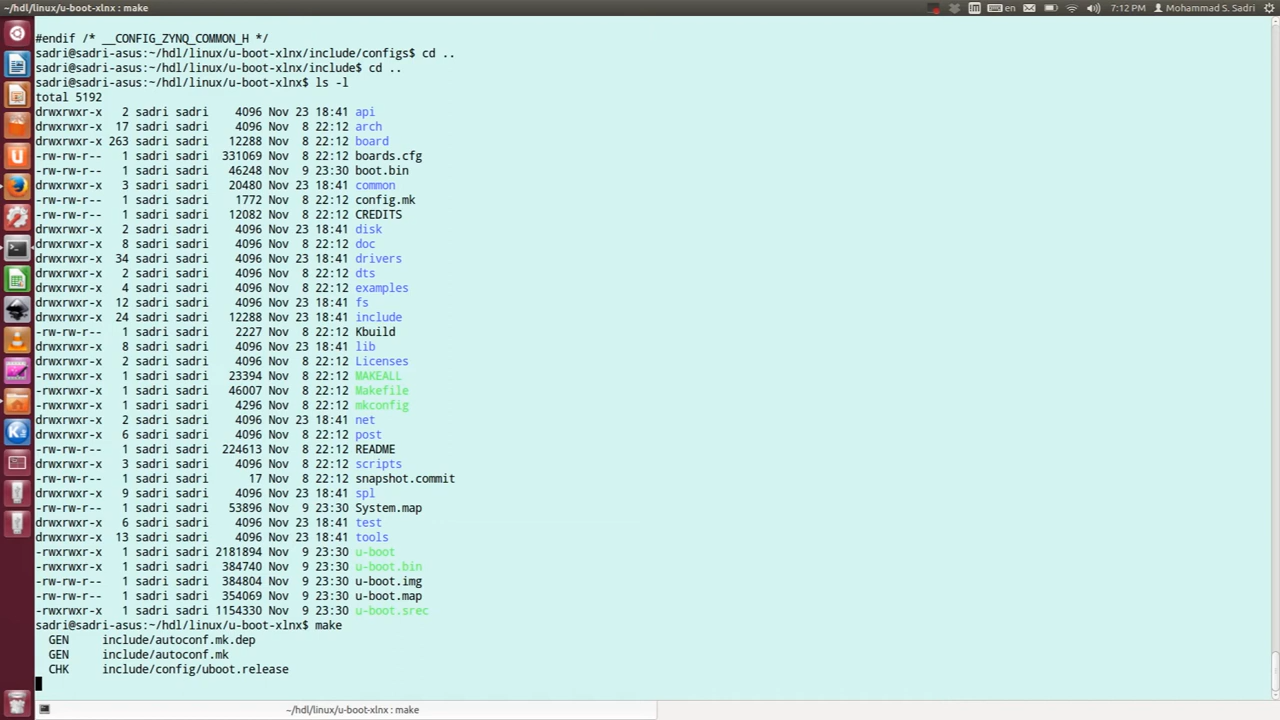 ~/hdl/linux/u-boot-xlnx : make
en 7:12 PM Mohammad S. Sadri
#endif /* __CONFIG_ZYNQ_COMMON_H */
sadri@sadri-asus:~/hdl/linux/u-boot-xlnx/include/configs$ cd ..
sadri@sadri-asus:~/hdl/linux/u-boot-xlnx/include$ cd ..
sadri@sadri-asus:~/hdl/linux/u-boot-xlnx$ ls -l
total 5192
drwxrwxr-x 2 sadri sadri 4096 Nov 23 18:41 api
drwxrwxr-x 17 sadri sadri 4096 Nov 8 22:12 arch
drwxrwxr-x 263 sadri sadri 12288 Nov 8 22:12 board
-rw-rw-r-- 1 sadri sadri 331069 Nov 8 22:12 boards.cfg
-rw-rw-r-- 1 sadri sadri 46248 Nov 9 23:30 boot.bin
drwxrwxr-x 3 sadri sadri 20480 Nov 23 18:41 common
-rw-rw-r-- 1 sadri sadri 1772 Nov 8 22:12 config.mk
-rw-rw-r-- 1 sadri sadri 12082 Nov 8 22:12 CREDITS
drwxrwxr-x 2 sadri sadri 4096 Nov 23 18:41 disk
drwxrwxr-x 8 sadri sadri 4096 Nov 8 22:12 doc
drwxrwxr-x 34 sadri sadri 4096 Nov 8 22:12 drivers
drwxrwxr-x 2 sadri sadri 4096 Nov 8 22:12 dts
drwxrwxr-x 4 sadri sadri 4096 Nov 8 22:12 examples
drwxrwxr-x 12 sadri sadri 4096 Nov 23 18:41 fs
drwxrwxr-x 24 sadri sadri 12288 Nov 23 18:41 include
-rw-rw-r-- 1 sadri sadri 2227 Nov 8 22:12 Kbuild
drwxrwxr-x 8 sadri sadri 4096 Nov 23 18:41 lib
drwxrwxr-x 2 sadri sadri 4096 Nov 8 22:12 Licenses
-rwxrwxr-x 1 sadri sadri 23394 Nov 8 22:12 MAKEALL
-rwxrwxr-x 1 sadri sadri 46007 Nov 8 22:12 Makefile
-rwxrwxr-x 1 sadri sadri 4296 Nov 8 22:12 mkconfig
drwxrwxr-x 2 sadri sadri 4096 Nov 23 18:41 net
drwxrwxr-x 6 sadri sadri 4096 Nov 8 22:12 post
-rw-rw-r-- 1 sadri sadri 224613 Nov 8 22:12 README
drwxrwxr-x 3 sadri sadri 4096 Nov 23 18:41 scripts
-rw-rw-r-- 1 sadri sadri 17 Nov 8 22:12 snapshot.commit
drwxrwxr-x 9 sadri sadri 4096 Nov 23 18:41 spl
-rw-rw-r-- 1 sadri sadri 53896 Nov 9 23:30 System.map
drwxrwxr-x 6 sadri sadri 4096 Nov 23 18:41 test
drwxrwxr-x 13 sadri sadri 4096 Nov 23 18:41 tools
-rwxrwxr-x 1 sadri sadri 2181894 Nov 9 23:30 u-boot
-rwxrwxr-x 1 sadri sadri 384740 Nov 9 23:30 u-boot.bin
-rw-rw-r-- 1 sadri sadri 384804 Nov 9 23:30 u-boot.img
-rw-rw-r-- 1 sadri sadri 354069 Nov 9 23:30 u-boot.map
-rwxrwxr-x 1 sadri sadri 1154330 Nov 9 23:30 u-boot.srec
sadri@sadri-asus:~/hdl/linux/u-boot-xlnx$ make
GEN include/autoconf.mk.dep
GEN include/autoconf.mk
CHK include/config/uboot.release
~/hdl/linux/u-boot-xlnx : make